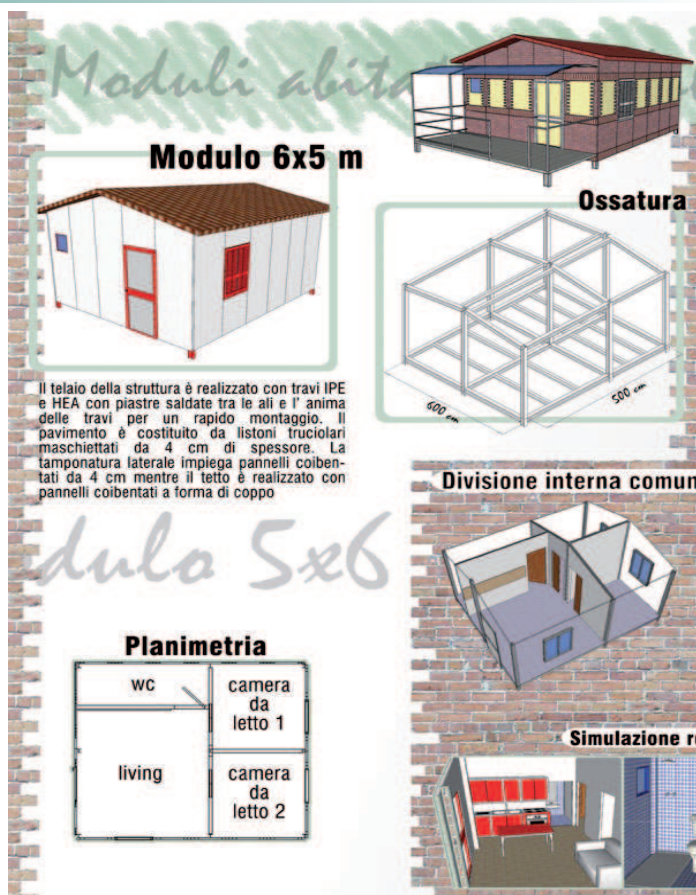 Moduli abitat
Modulo 6x5 m
Ossatura
600 cm
500 cm
Il telaio della struttura è realizzato con travi IPE
e HEA con piastre saldate tra le ali e l' anima
delle travi per un rapido montaggio. Il
pavimento è costituito da listoni truciolari
maschiettati da 4 cm di spessore. La
tamponatura laterale impiega pannelli coiben-
tati da 4 cm mentre il tetto è realizzato con
pannelli coibentati a forma di coppo
Divisione interna comun
dulo 5x6
Planimetria
wc
camera
da
letto 1
living
camera
da
letto 2
Simulazione r